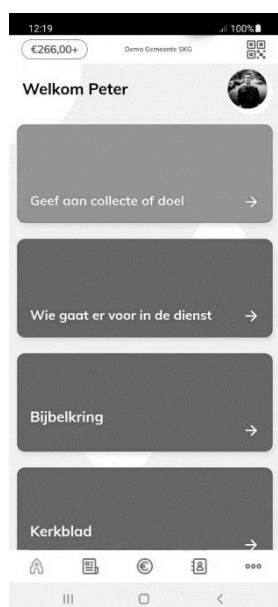 12:19
100%
€266,00+
Demo Gemeente SKG
Welkom Peter
Geef aan collecte of doel
Wie gaat er voor in de dienst
Bijbelkring
Kerkblad